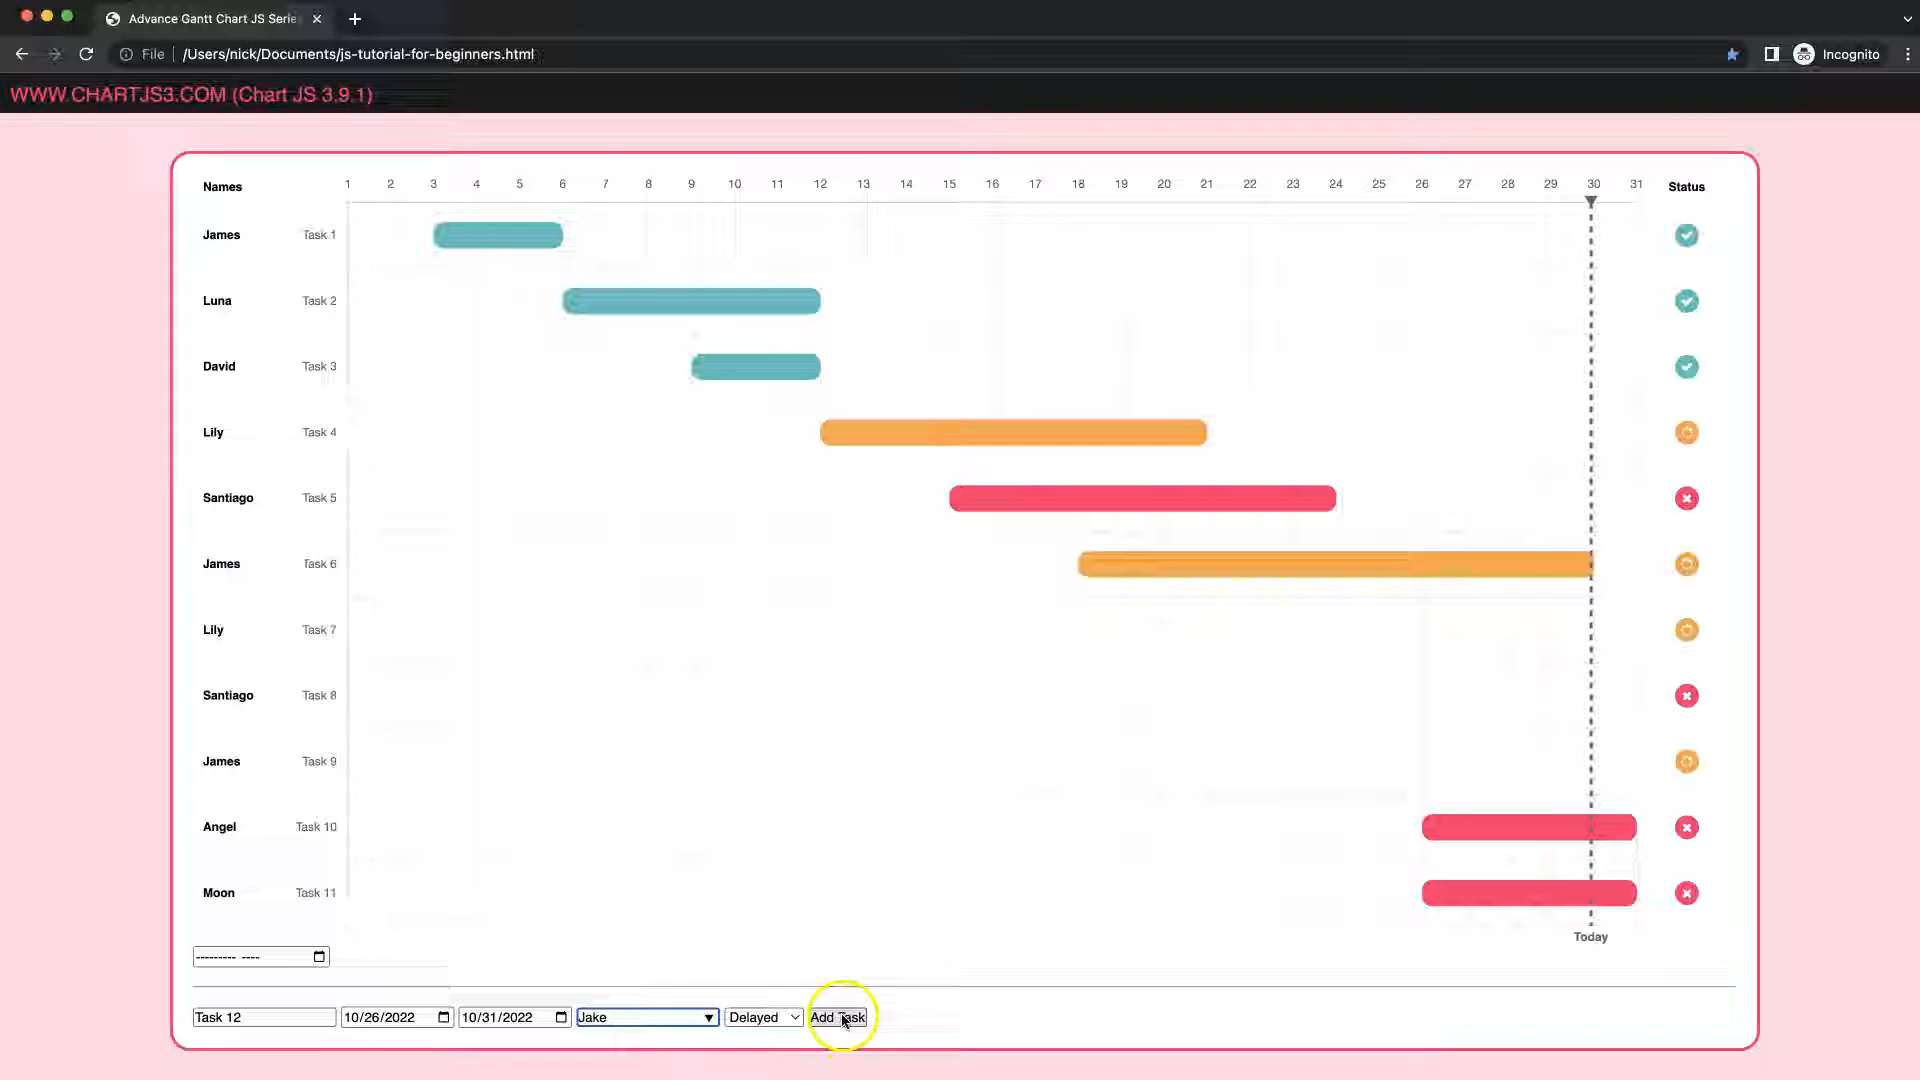 Advance Gantt Chart JS Serie
File /Users/nick/Documents/js-tutorial-for-beginners.html Incognito
WWW.CHARTJS3.COM (Chart JS 3.9.1)
Names 1 2 3 4 5 6 7 8 9 10 11 12 13 14 15 16 17 18 19 20 21 22 23 24 25 26 27 28 29 30 31 Status
James Task 1
Luna Task 2
David Task 3
Lily Task 4
Santiago Task 5
James Task 6
Lily Task 7
Santiago Task 8
James Task 9
Angel Task 10
Moon Task 11
Today
--------- ----
Task 12 10/26/2022 10/31/2022 Jake Delayed Add Task